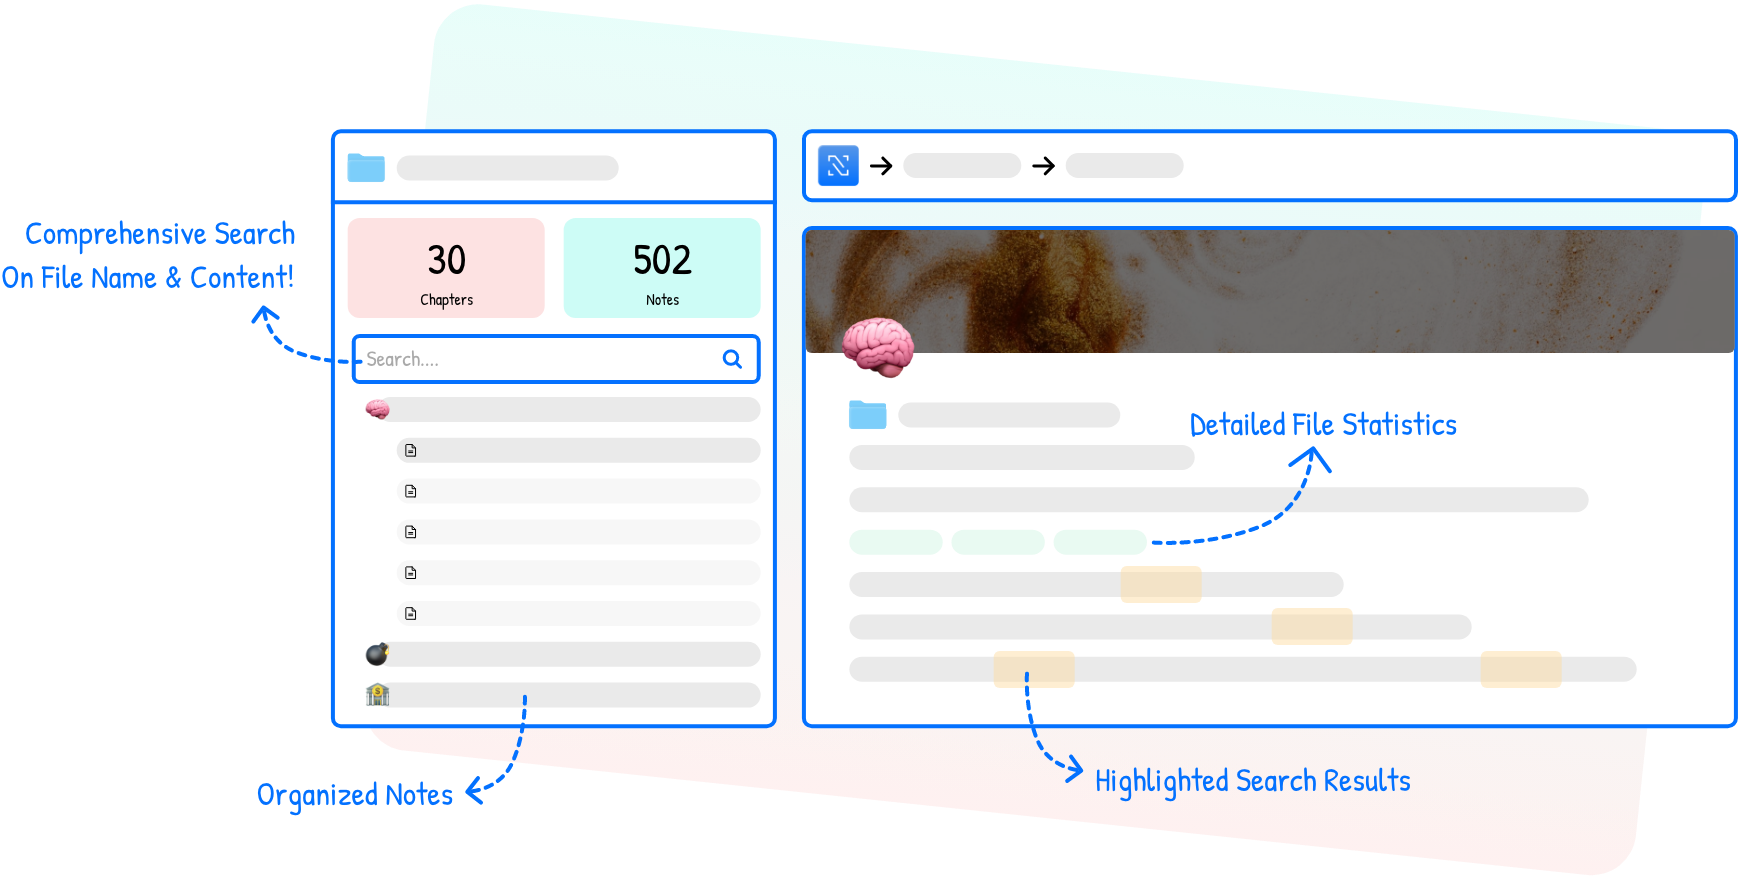 Comprehensive Search
On File Name & Content!
30
Chapters
502
Notes
Search....
Detailed File Statistics
Organized Notes
Highlighted Search Results